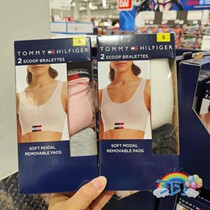 S
TOMMY HILFIGER
2 SCOOP BRALETTES
SOFT MODAL
REMOVABLE PADS
S
TOMMY HILFIGER
2 SCOOP BRALETTES
SOFT MODAL
REMOVABLE PADS